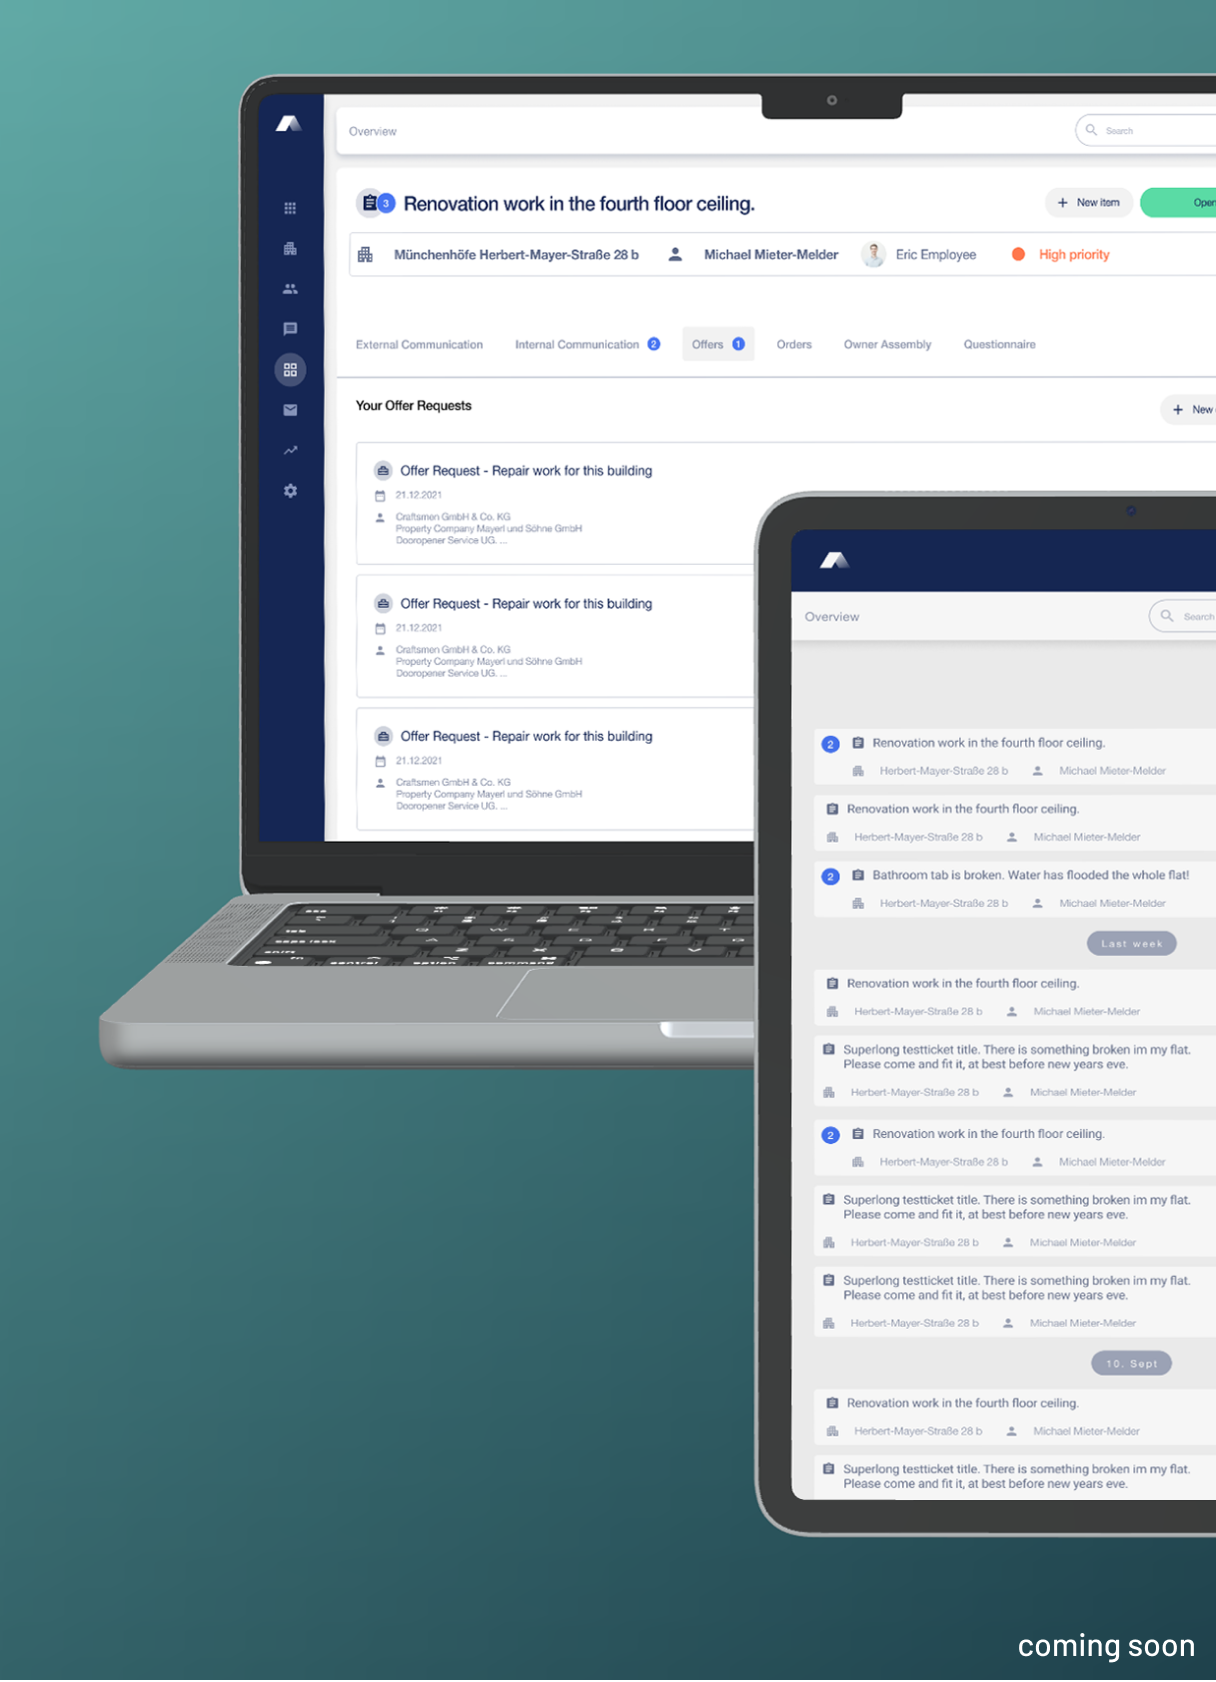 Overview
Search
3
Renovation work in the fourth floor ceiling.
+ New item
Münchenhöfe Herbert-Mayer-Straße 28 b
Michael Mieter-Melder
Eric Employee
High priority
External Communication
Internal Communication 2
Offers 1
Orders
Owner Assembly
Questionnaire
Your Offer Requests
+ New
Offer Request - Repair work for this building
21.12.2021
Craftsmen GmbH & Co. KG
Property Company Mayerl und Söhne GmbH
Dooropener Service UG. ...
Offer Request - Repair work for this building
21.12.2021
Craftsmen GmbH & Co. KG
Property Company Mayerl und Söhne GmbH
Dooropener Service UG. ...
Offer Request - Repair work for this building
21.12.2021
Craftsmen GmbH & Co. KG
Property Company Mayerl und Söhne GmbH
Dooropener Service UG. ...
Overview
Search
2 Renovation work in the fourth floor ceiling.
Herbert-Mayer-Straße 28 b Michael Mieter-Melder
Renovation work in the fourth floor ceiling.
Herbert-Mayer-Straße 28 b Michael Mieter-Melder
2 Bathroom tab is broken. Water has flooded the whole flat!
Herbert-Mayer-Straße 28 b Michael Mieter-Melder
Last week
Renovation work in the fourth floor ceiling.
Herbert-Mayer-Straße 28 b Michael Mieter-Melder
Superlong testticket title. There is something broken im my flat.
Please come and fit it, at best before new years eve.
Herbert-Mayer-Straße 28 b Michael Mieter-Melder
2 Renovation work in the fourth floor ceiling.
Herbert-Mayer-Straße 28 b Michael Mieter-Melder
Superlong testticket title. There is something broken im my flat.
Please come and fit it, at best before new years eve.
Herbert-Mayer-Straße 28 b Michael Mieter-Melder
Superlong testticket title. There is something broken im my flat.
Please come and fit it, at best before new years eve.
Herbert-Mayer-Straße 28 b Michael Mieter-Melder
10. Sept
Renovation work in the fourth floor ceiling.
Herbert-Mayer-Straße 28 b Michael Mieter-Melder
Superlong testticket title. There is something broken im my flat.
Please come and fit it, at best before new years eve.
coming soon